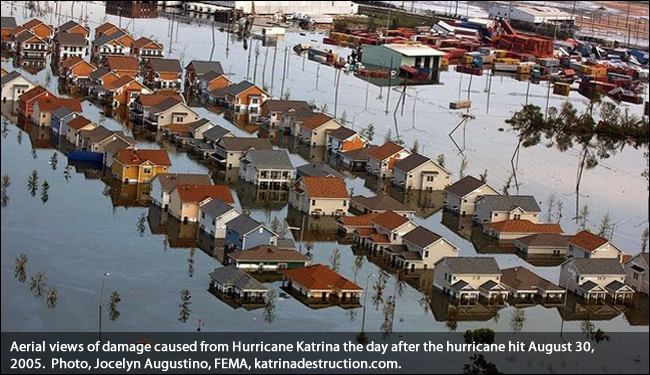 Aerial views of damage caused from Hurricane Katrina the day after the hurricane hit August 30,
2005.  Photo, Jocelyn Augustino, FEMA, katrinadestruction.com.